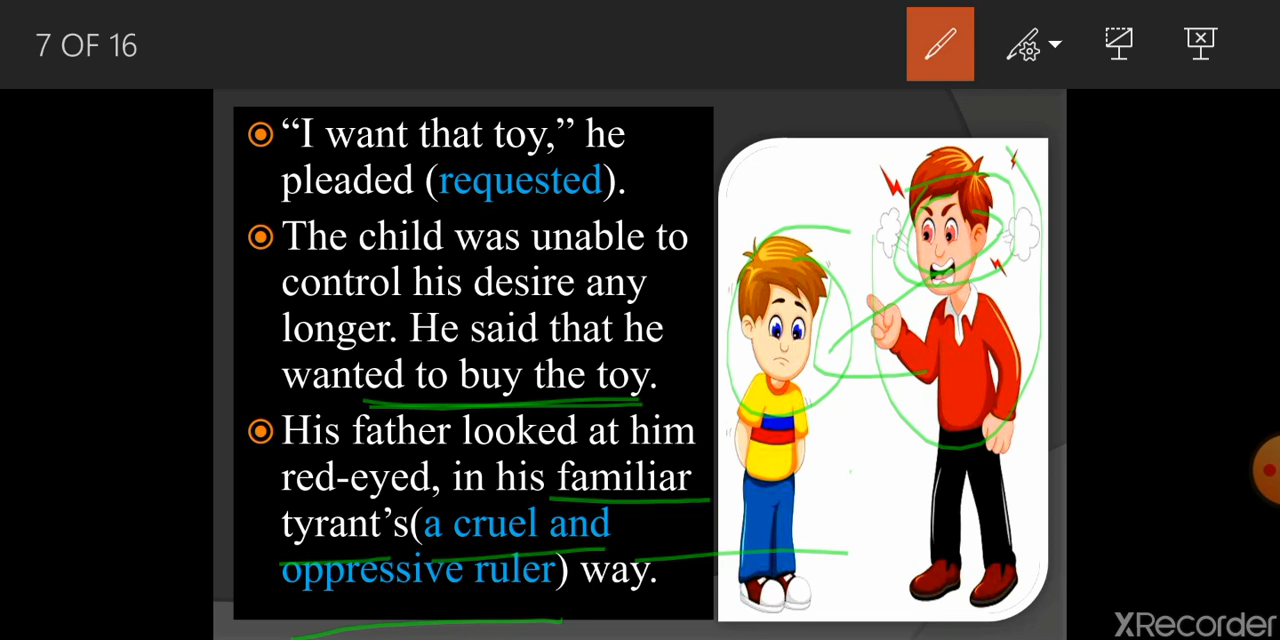 7 OF 16
“I want that toy,” he
pleaded (requested).
The child was unable to
control his desire any
longer. He said that he
wanted to buy the toy.
His father looked at him
red-eyed, in his familiar
tyrant’s(a cruel and
oppressive ruler) way.
XRecorder